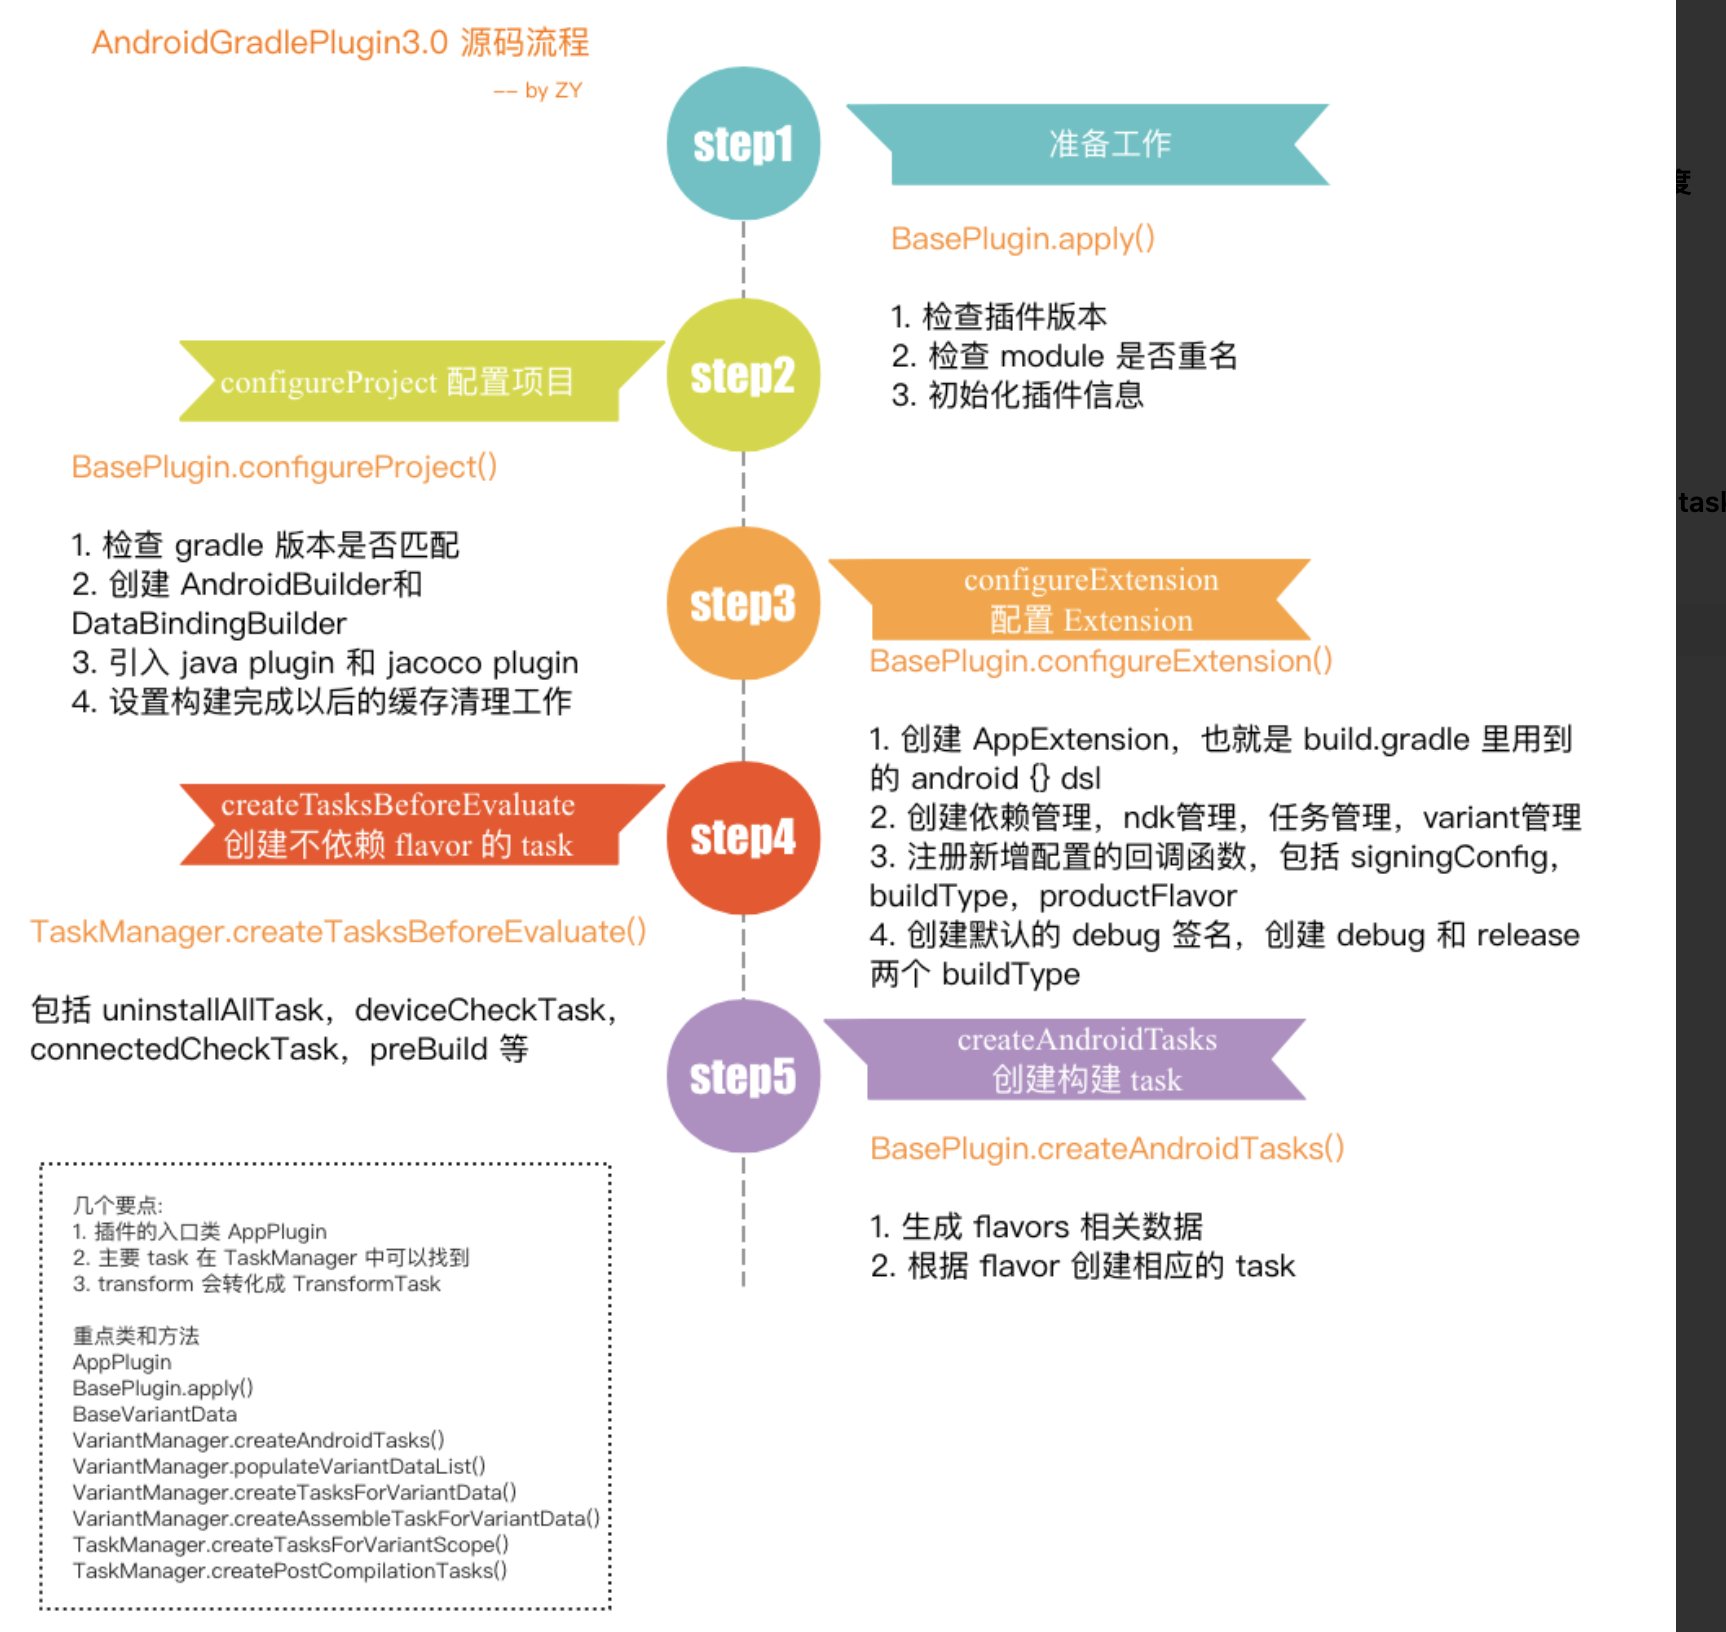 AndroidGradlePlugin3.0 源码流程
-- by ZY
step1
准备工作
BasePlugin.apply()
1. 检查插件版本
2. 检查 module 是否重名
3. 初始化插件信息
step2
configureProject 配置项目
BasePlugin.configureProject()
1. 检查 gradle 版本是否匹配
2. 创建 AndroidBuilder和
DataBindingBuilder
3. 引入 java plugin 和 jacoco plugin
4. 设置构建完成以后的缓存清理工作
step3
configureExtension
配置 Extension
BasePlugin.configureExtension()
1. 创建 AppExtension，也就是 build.gradle 里用到
的 android {} dsl
2. 创建依赖管理，ndk管理，任务管理，variant管理
3. 注册新增配置的回调函数，包括 signingConfig，
buildType，productFlavor
4. 创建默认的 debug 签名，创建 debug 和 release
两个 buildType
step4
createTasksBeforeEvaluate
创建不依赖 flavor 的 task
TaskManager.createTasksBeforeEvaluate()
包括 uninstallAllTask，deviceCheckTask，
connectedCheckTask，preBuild 等
step5
createAndroidTasks
创建构建 task
BasePlugin.createAndroidTasks()
1. 生成 flavors 相关数据
2. 根据 flavor 创建相应的 task
几个要点:
1. 插件的入口类 AppPlugin
2. 主要 task 在 TaskManager 中可以找到
3. transform 会转化成 TransformTask
重点类和方法
AppPlugin
BasePlugin.apply()
BaseVariantData
VariantManager.createAndroidTasks()
VariantManager.populateVariantDataList()
VariantManager.createTasksForVariantData()
VariantManager.createAssembleTaskForVariantData()
TaskManager.createTasksForVariantScope()
TaskManager.createPostCompilationTasks()
度
task